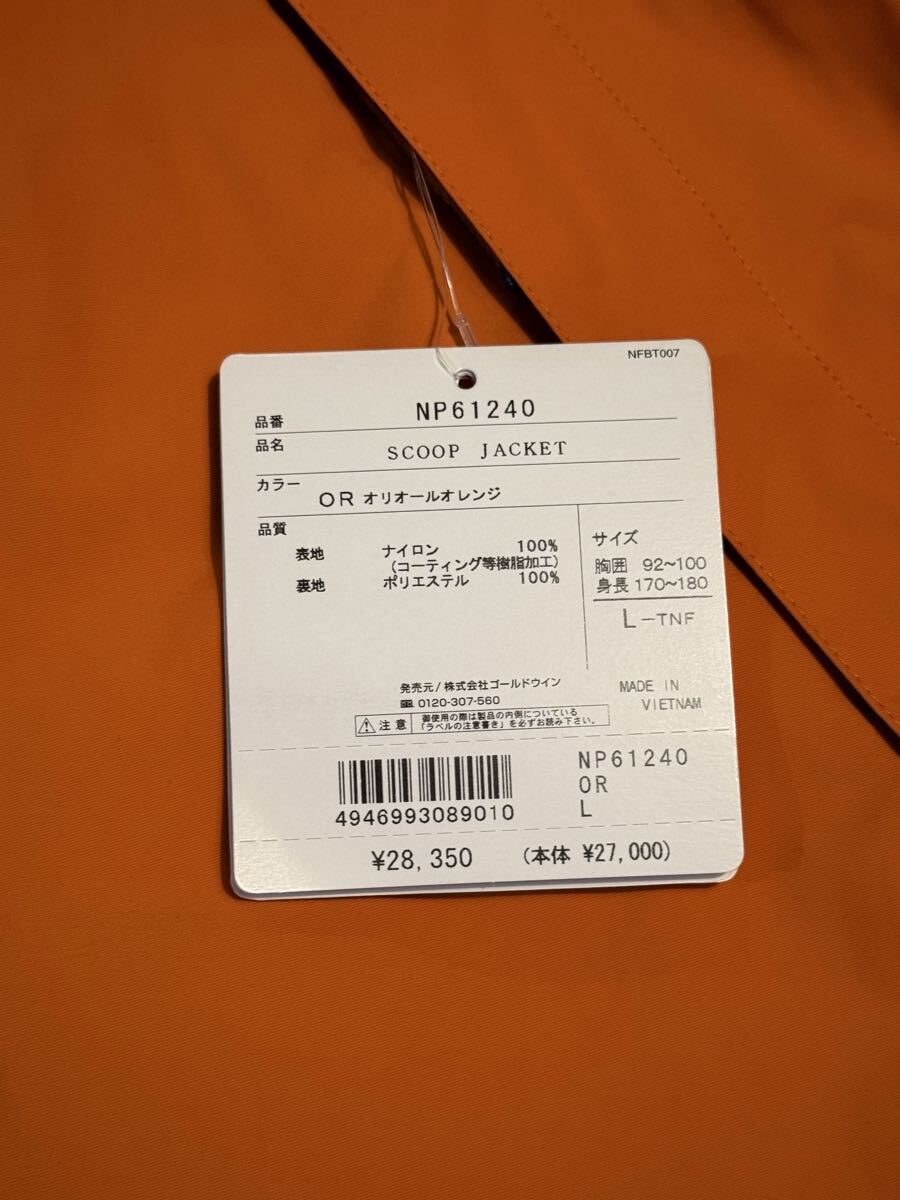 NFBT007
品番 NP61240
品名 SCOOP JACKET
カラー OR オリオールオレンジ
品質
表地 ナイロン 100%
(コーティング等樹脂加工)
裏地 ポリエステル 100%
サイズ
胸囲 92~100
身長 170~180
L-TNF
発売元/株式会社ゴールドウイン
0120-307-560
MADE IN
VIETNAM
注意 御使用の際は製品の内側についている
「ラベルの注意書き」を必ずお読み下さい。
4946993089010
NP61240
OR
L
¥28,350 (本体 ¥27,000)